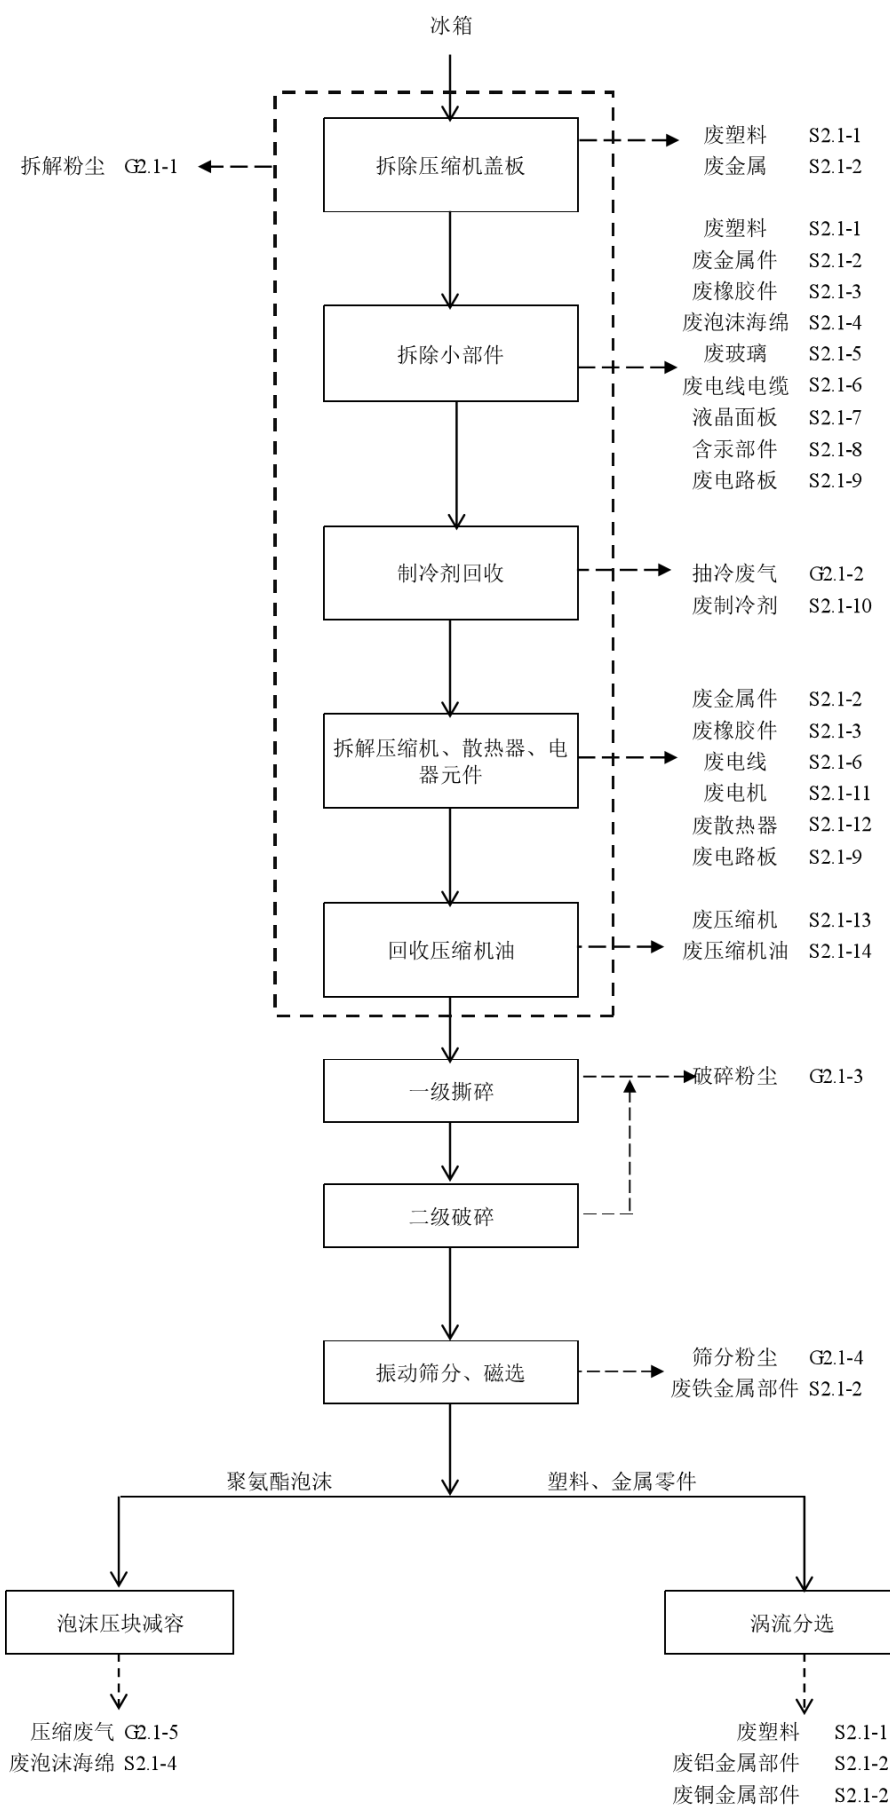 冰箱
拆除压缩机盖板
废塑料 S2.1-1
废金属 S2.1-2
拆解粉尘 G2.1-1
拆除小部件
废塑料 S2.1-1
废金属件 S2.1-2
废橡胶件 S2.1-3
废泡沫海绵 S2.1-4
废玻璃 S2.1-5
废电线电缆 S2.1-6
液晶面板 S2.1-7
含汞部件 S2.1-8
废电路板 S2.1-9
制冷剂回收
抽冷废气 G2.1-2
废制冷剂 S2.1-10
拆解压缩机、散热器、电
器元件
废金属件 S2.1-2
废橡胶件 S2.1-3
废电线 S2.1-6
废电机 S2.1-11
废散热器 S2.1-12
废电路板 S2.1-9
回收压缩机油
废压缩机 S2.1-13
废压缩机油 S2.1-14
一级撕碎
破碎粉尘 G2.1-3
二级破碎
振动筛分、磁选
筛分粉尘 G2.1-4
废铁金属部件 S2.1-2
聚氨酯泡沫
塑料、金属零件
泡沫压块减容
涡流分选
压缩废气 G2.1-5
废泡沫海绵 S2.1-4
废塑料 S2.1-1
废铝金属部件 S2.1-2
废铜金属部件 S2.1-2